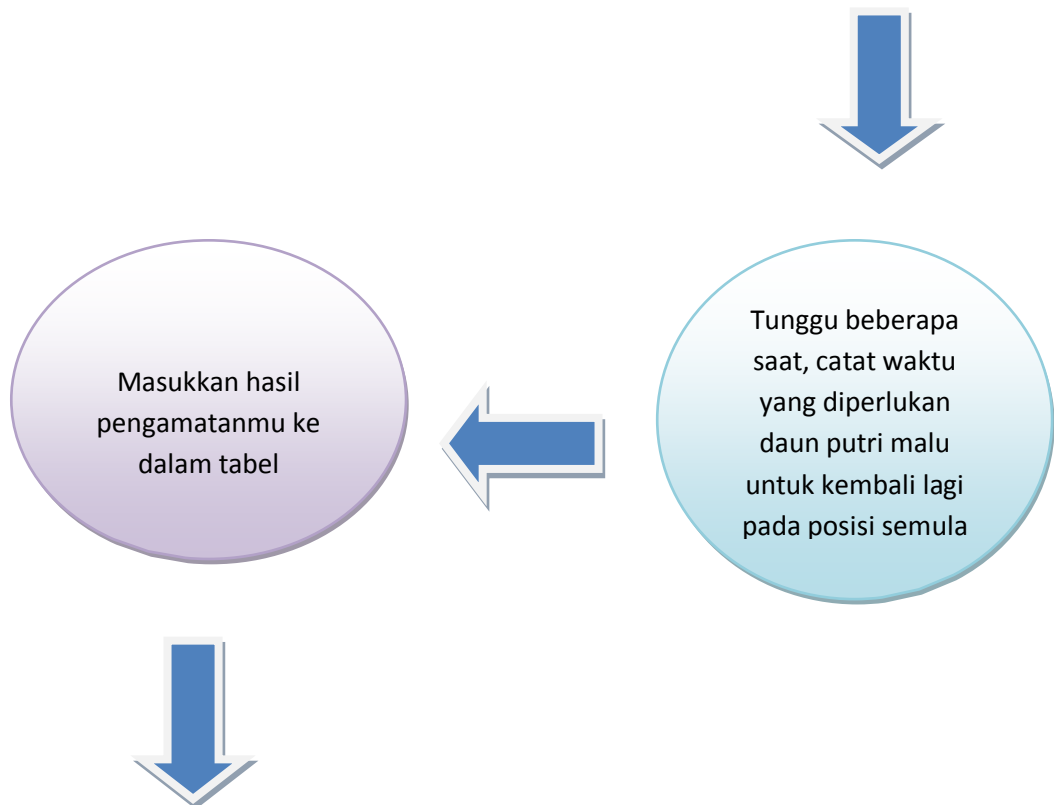 Tunggu beberapa
saat, catat waktu
yang diperlukan
daun putri malu
untuk kembali lagi
pada posisi semula
Masukkan hasil
pengamatanmu ke
dalam tabel